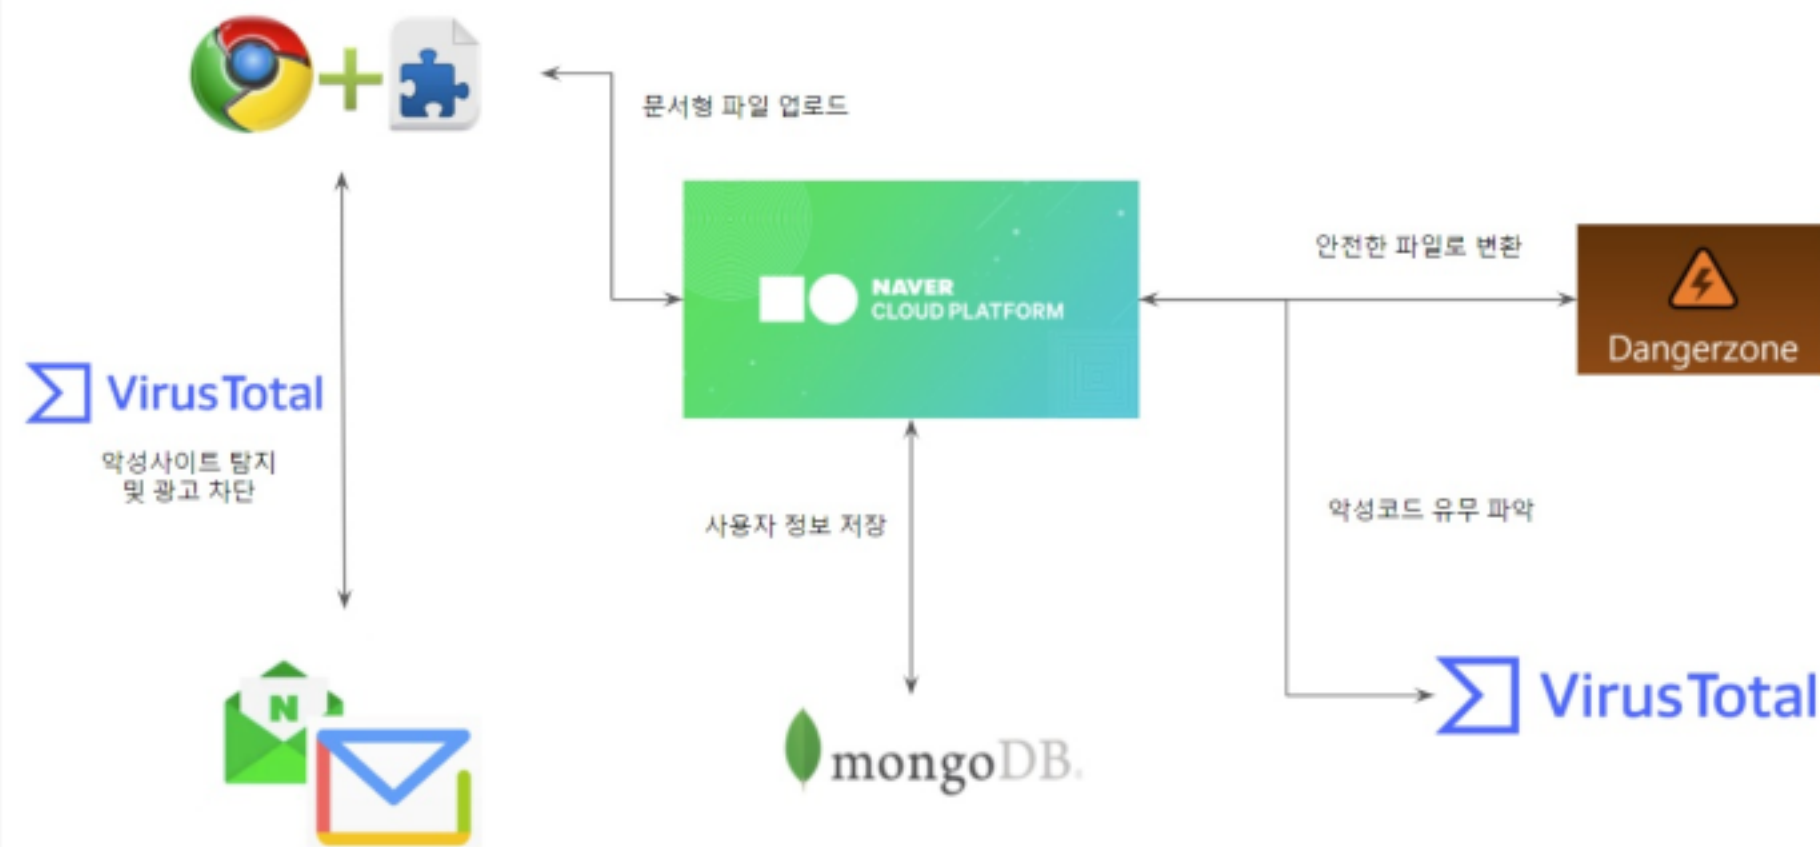 문서형 파일 업로드
NAVER
CLOUD PLATFORM
안전한 파일로 변환
Dangerzone
VirusTotal
악성사이트 탐지
및 광고 차단
사용자 정보 저장
악성코드 유무 파악
N
mongoDB.
VirusTotal